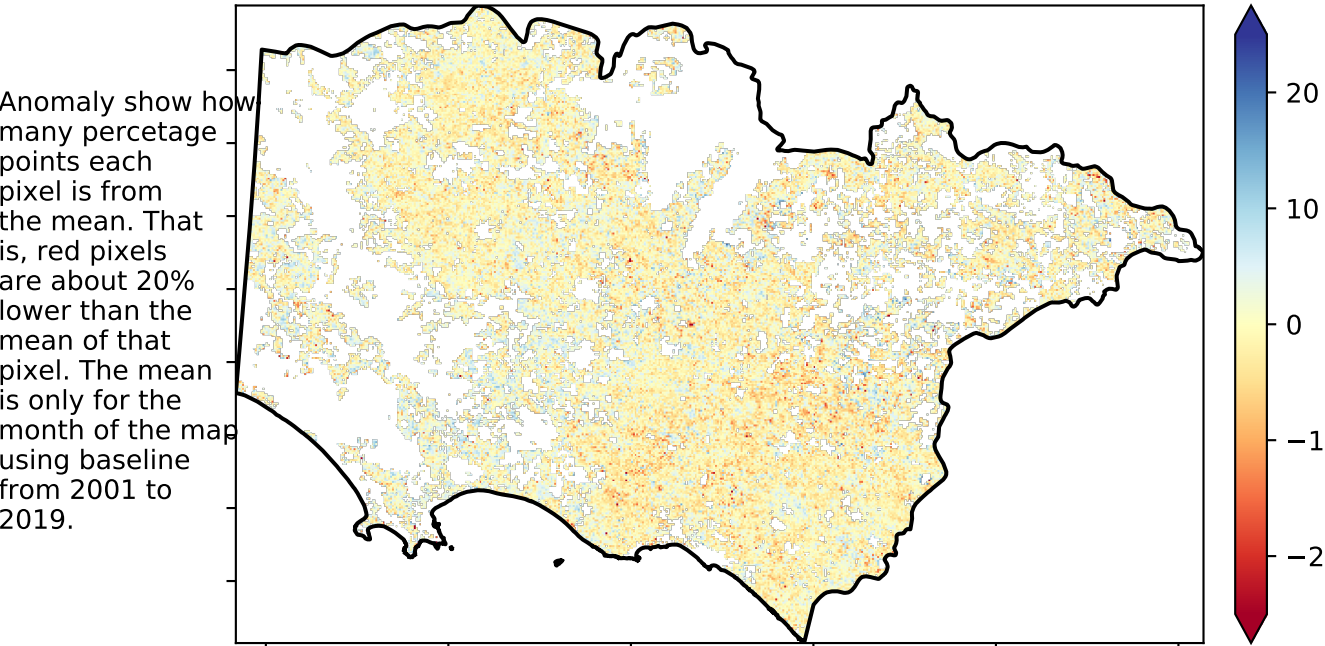 Anomaly show how
many percetage
points each
pixel is from
the mean. That
is, red pixels
are about 20%
lower than the
mean of that
pixel. The mean
is only for the
month of the map
using baseline
from 2001 to
2019.
20
10
0
−1
−2